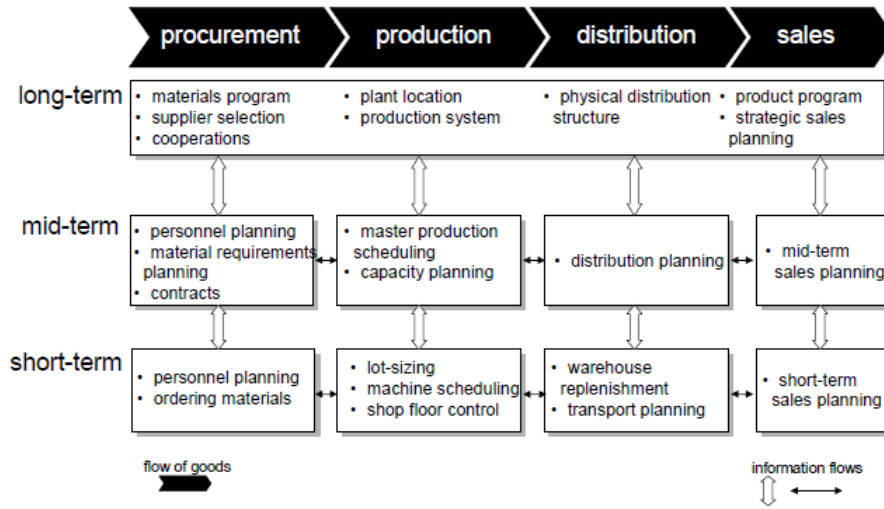 procurement
production
distribution
sales
long-term
• materials program
• supplier selection
• cooperations
• plant location
• production system
• physical distribution
structure
• product program
• strategic sales
planning
mid-term
• personnel planning
• material requirements
planning
• contracts
• master production
scheduling
• capacity planning
• distribution planning
• mid-term
sales planning
short-term
• personnel planning
• ordering materials
• lot-sizing
• machine scheduling
• shop floor control
• warehouse
replenishment
• transport planning
• short-term
sales planning
flow of goods
information flows